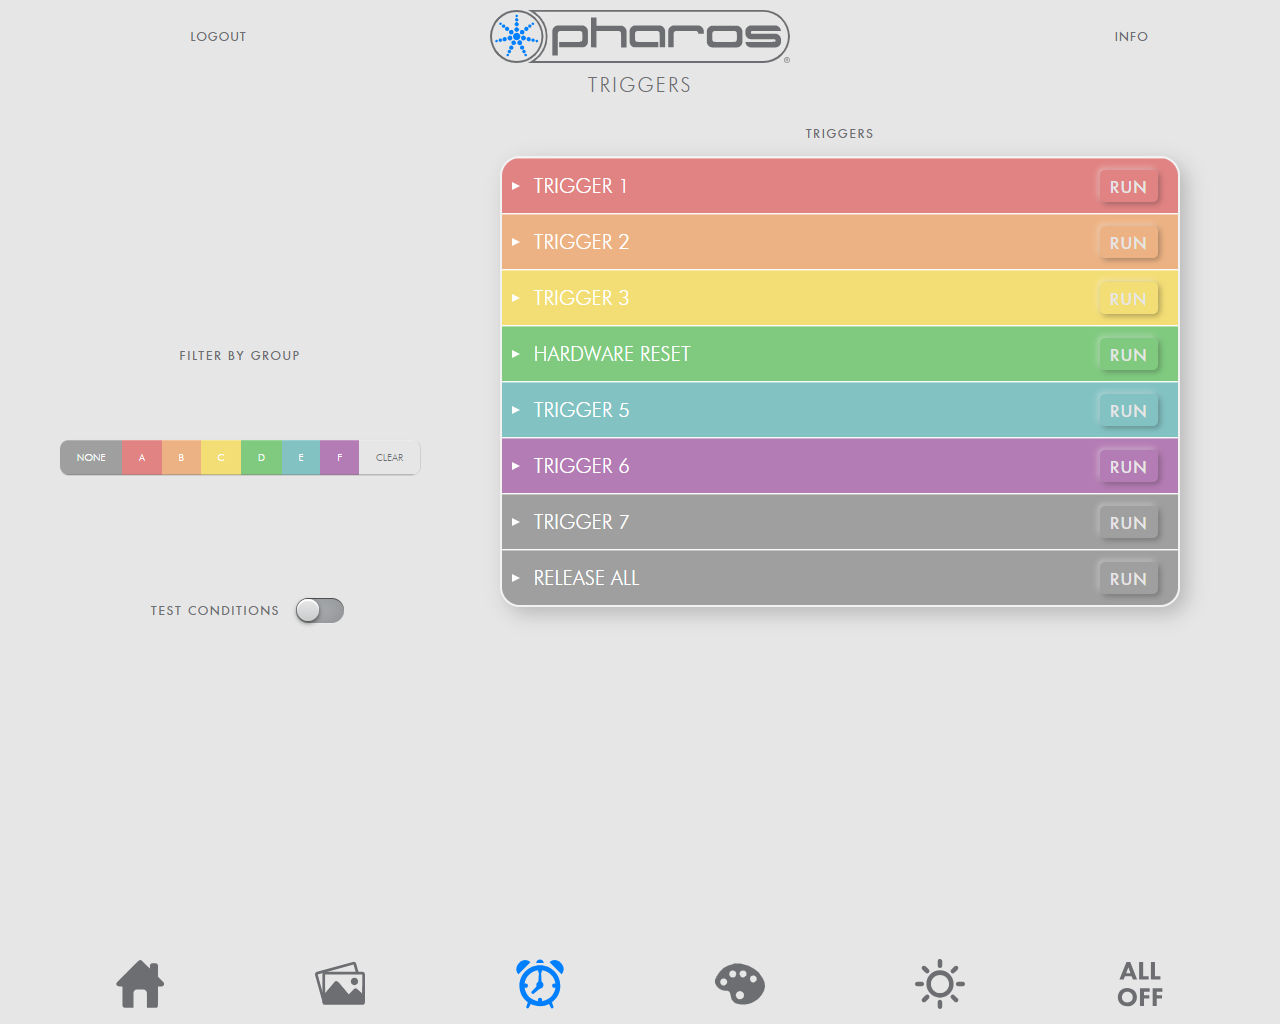 LOGOUT
pharos®
INFO
TRIGGERS
TRIGGERS
TRIGGER 1 RUN
TRIGGER 2 RUN
TRIGGER 3 RUN
HARDWARE RESET RUN
TRIGGER 5 RUN
TRIGGER 6 RUN
TRIGGER 7 RUN
RELEASE ALL RUN
FILTER BY GROUP
NONE A B C D E F CLEAR
TEST CONDITIONS
ALL
OFF